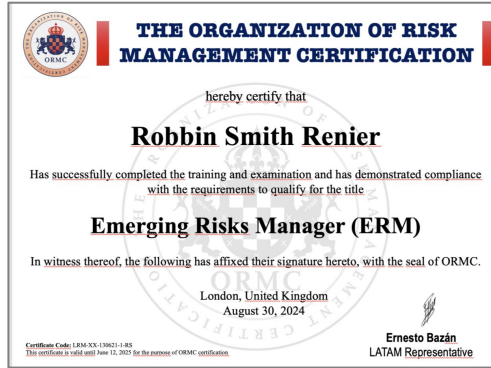 THE ORGANIZATION OF RISK
MANAGEMENT CERTIFICATION
ORMC
hereby certify that
Robbin Smith Renier
Has successfully completed the training and examination and has demonstrated compliance
with the requirements to qualify for the title
Emerging Risks Manager (ERM)
In witness thereof, the following has affixed their signature hereto, with the seal of ORMC.
ORMC
London, United Kingdom
August 30, 2024
Ernesto Bazán
LATAM Representative
Certificate Code: LRM-XX-130621-1-RS
This certificate is valid until June 12, 2025 for the purpose of ORMC certification